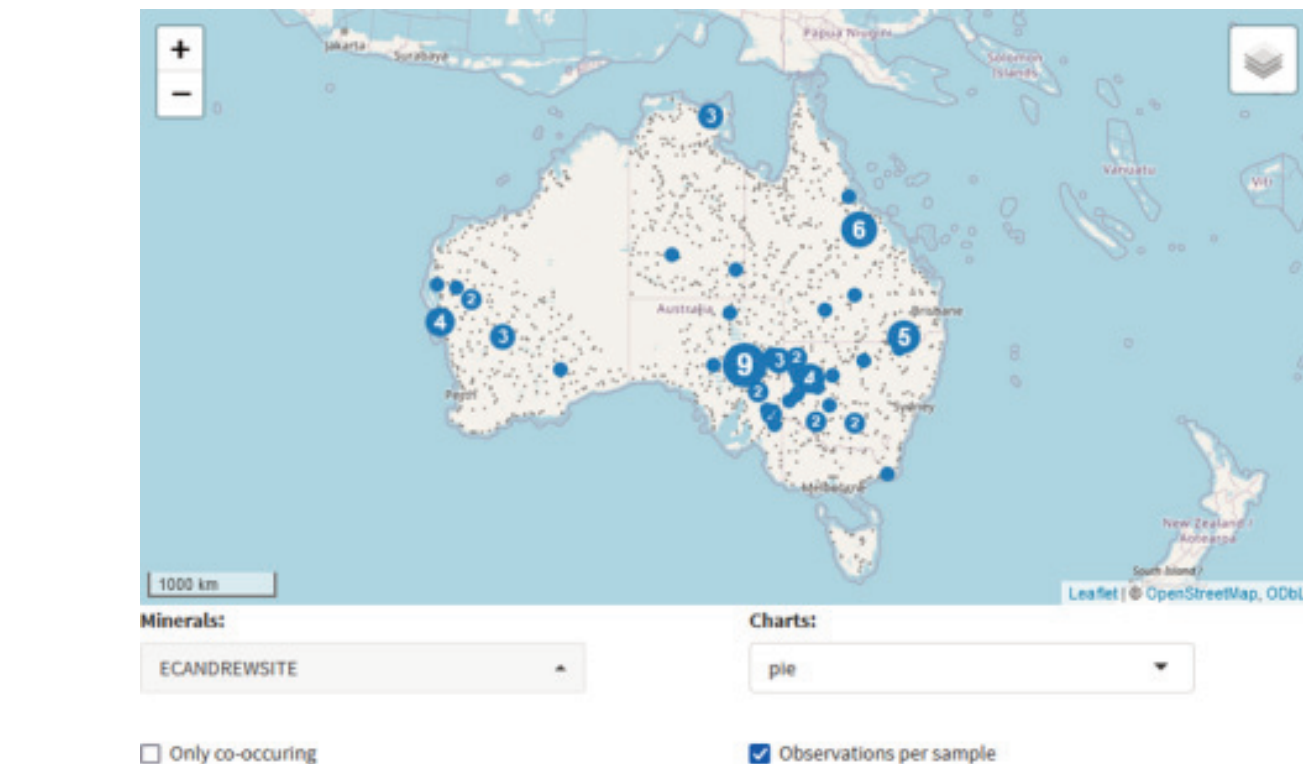 +
Jakarta
Surabaya
Papua Niugini
Solomon
Islands
3
−
Vanuatu
Viti
6
2
Australia
Brisbane
4
3
5
9
3
2
4
Perth
2
Sydney
2
2
2
Melbourne
New Zealand /
Aotearoa
South Island /
1000 km
Leaflet | © OpenStreetMap, ODbL
Minerals:
Charts:
ECANDREWSITE
pie
Only co-occuring
Observations per sample